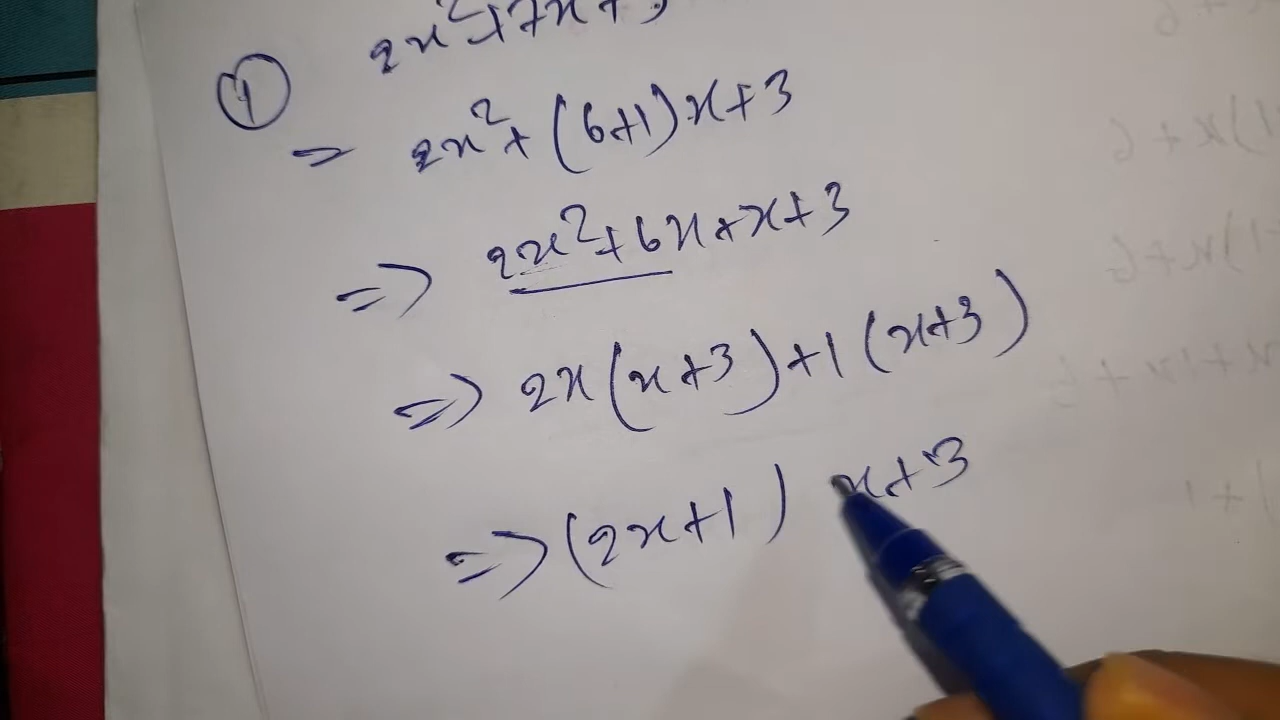 2x²+7x+3
① = 2x²+(6+1)x+3
=> 2x²+6x+x+3
=> 2x(x+3)+1(x+3)
=> (2x+1) x+3